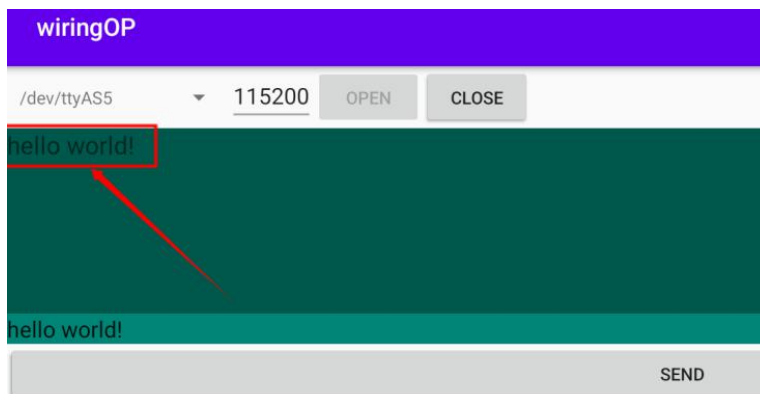 wiringOP
/dev/ttyAS5 115200 OPEN CLOSE
hello world!
hello world!
SEND